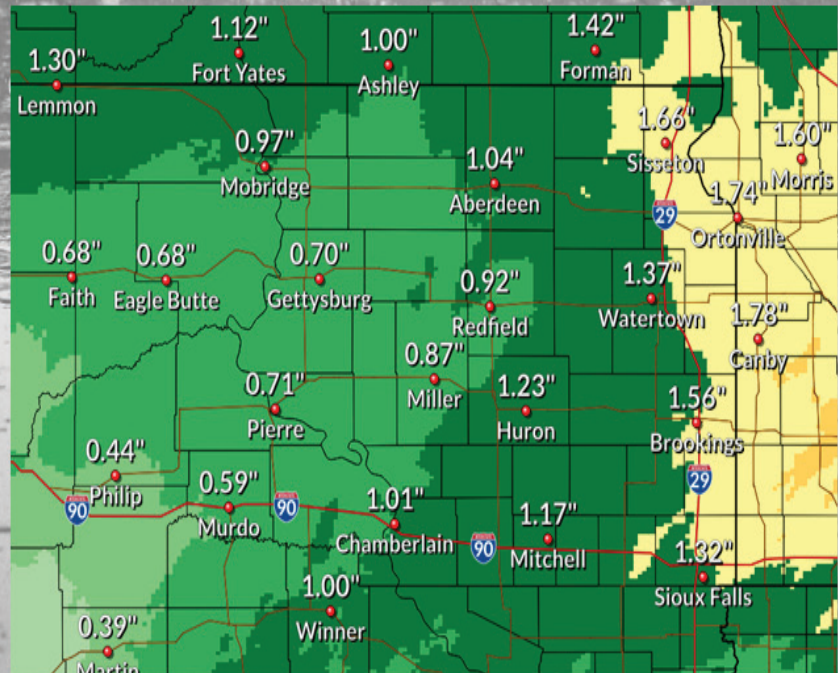 1.12"
Fort Yates
1.00"
Ashley
1.42"
Forman
1.30"
Lemmon
0.97"
Mobridge
1.04"
Aberdeen
1.66"
Sisseton
1.60"
Morris
1.74"
Ortonville
29
0.68"
Faith
0.68"
Eagle Butte
0.70"
Gettysburg
0.92"
Redfield
1.37"
Watertown
1.78"
Canby
0.87"
Miller
0.71"
Pierre
1.23"
Huron
1.56"
Brookings
29
0.44"
Philip
90
0.59"
Murdo
90
1.01"
Chamberlain
90
1.17"
Mitchell
1.32"
Sioux Falls
1.00"
Winner
0.39"
Martin